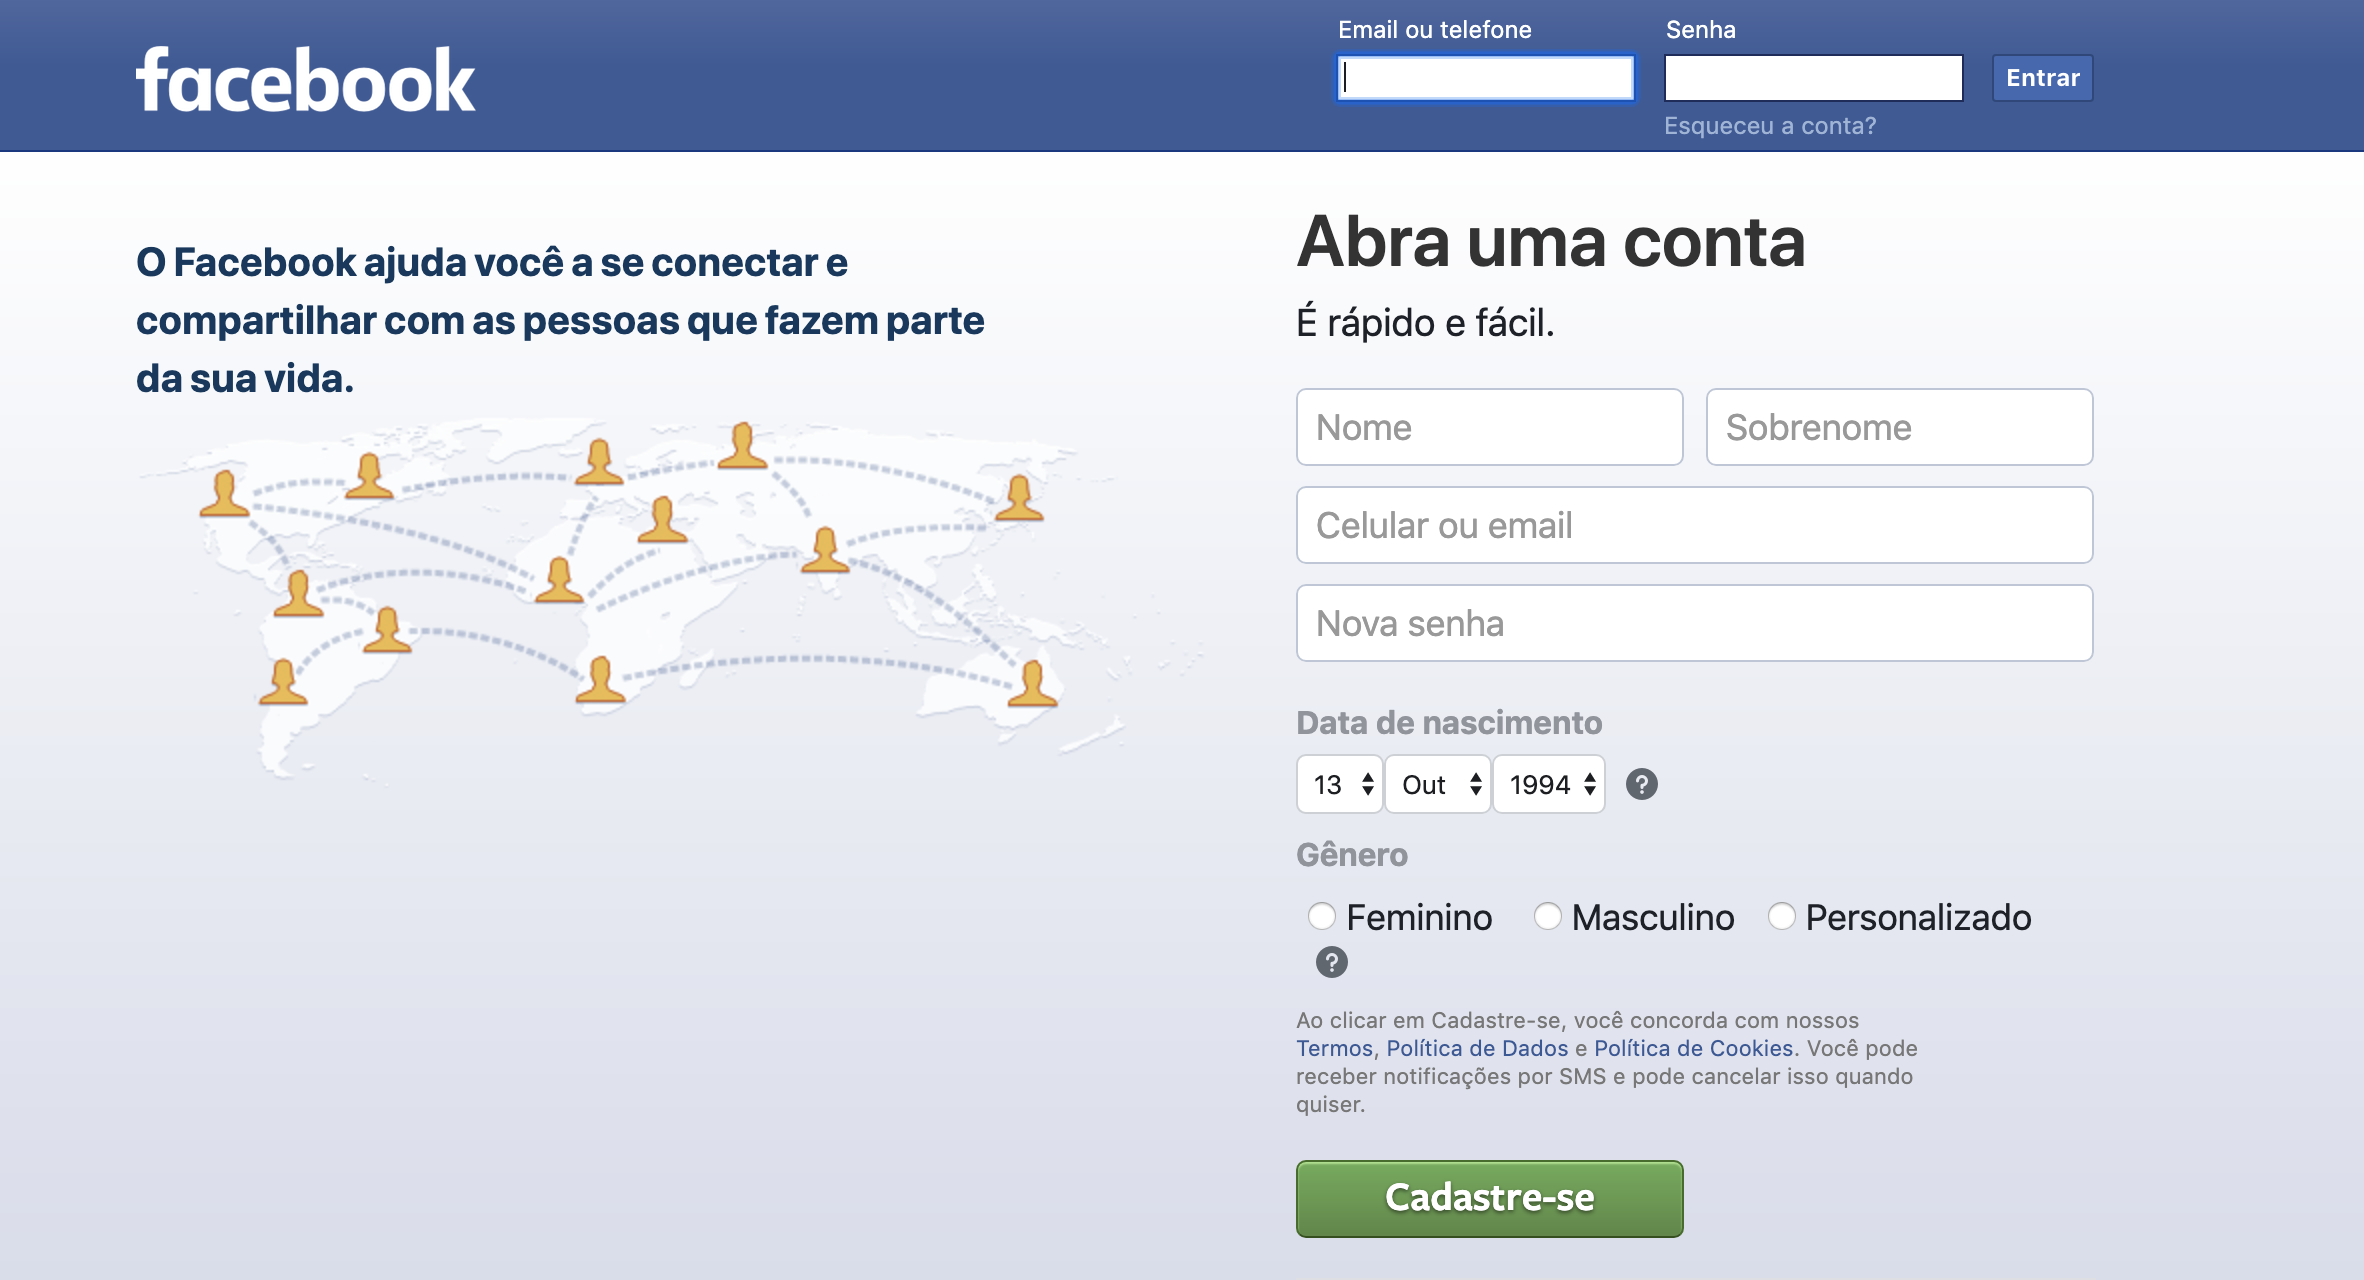 facebook
Email ou telefone
Senha
Entrar
Esqueceu a conta?
O Facebook ajuda você a se conectar e
compartilhar com as pessoas que fazem parte
da sua vida.
Abra uma conta
É rápido e fácil.
Nome
Sobrenome
Celular ou email
Nova senha
Data de nascimento
13 Out 1994 ?
Gênero
Feminino Masculino Personalizado
?
Ao clicar em Cadastre-se, você concorda com nossos
Termos, Política de Dados e Política de Cookies. Você pode
receber notificações por SMS e pode cancelar isso quando
quiser.
Cadastre-se